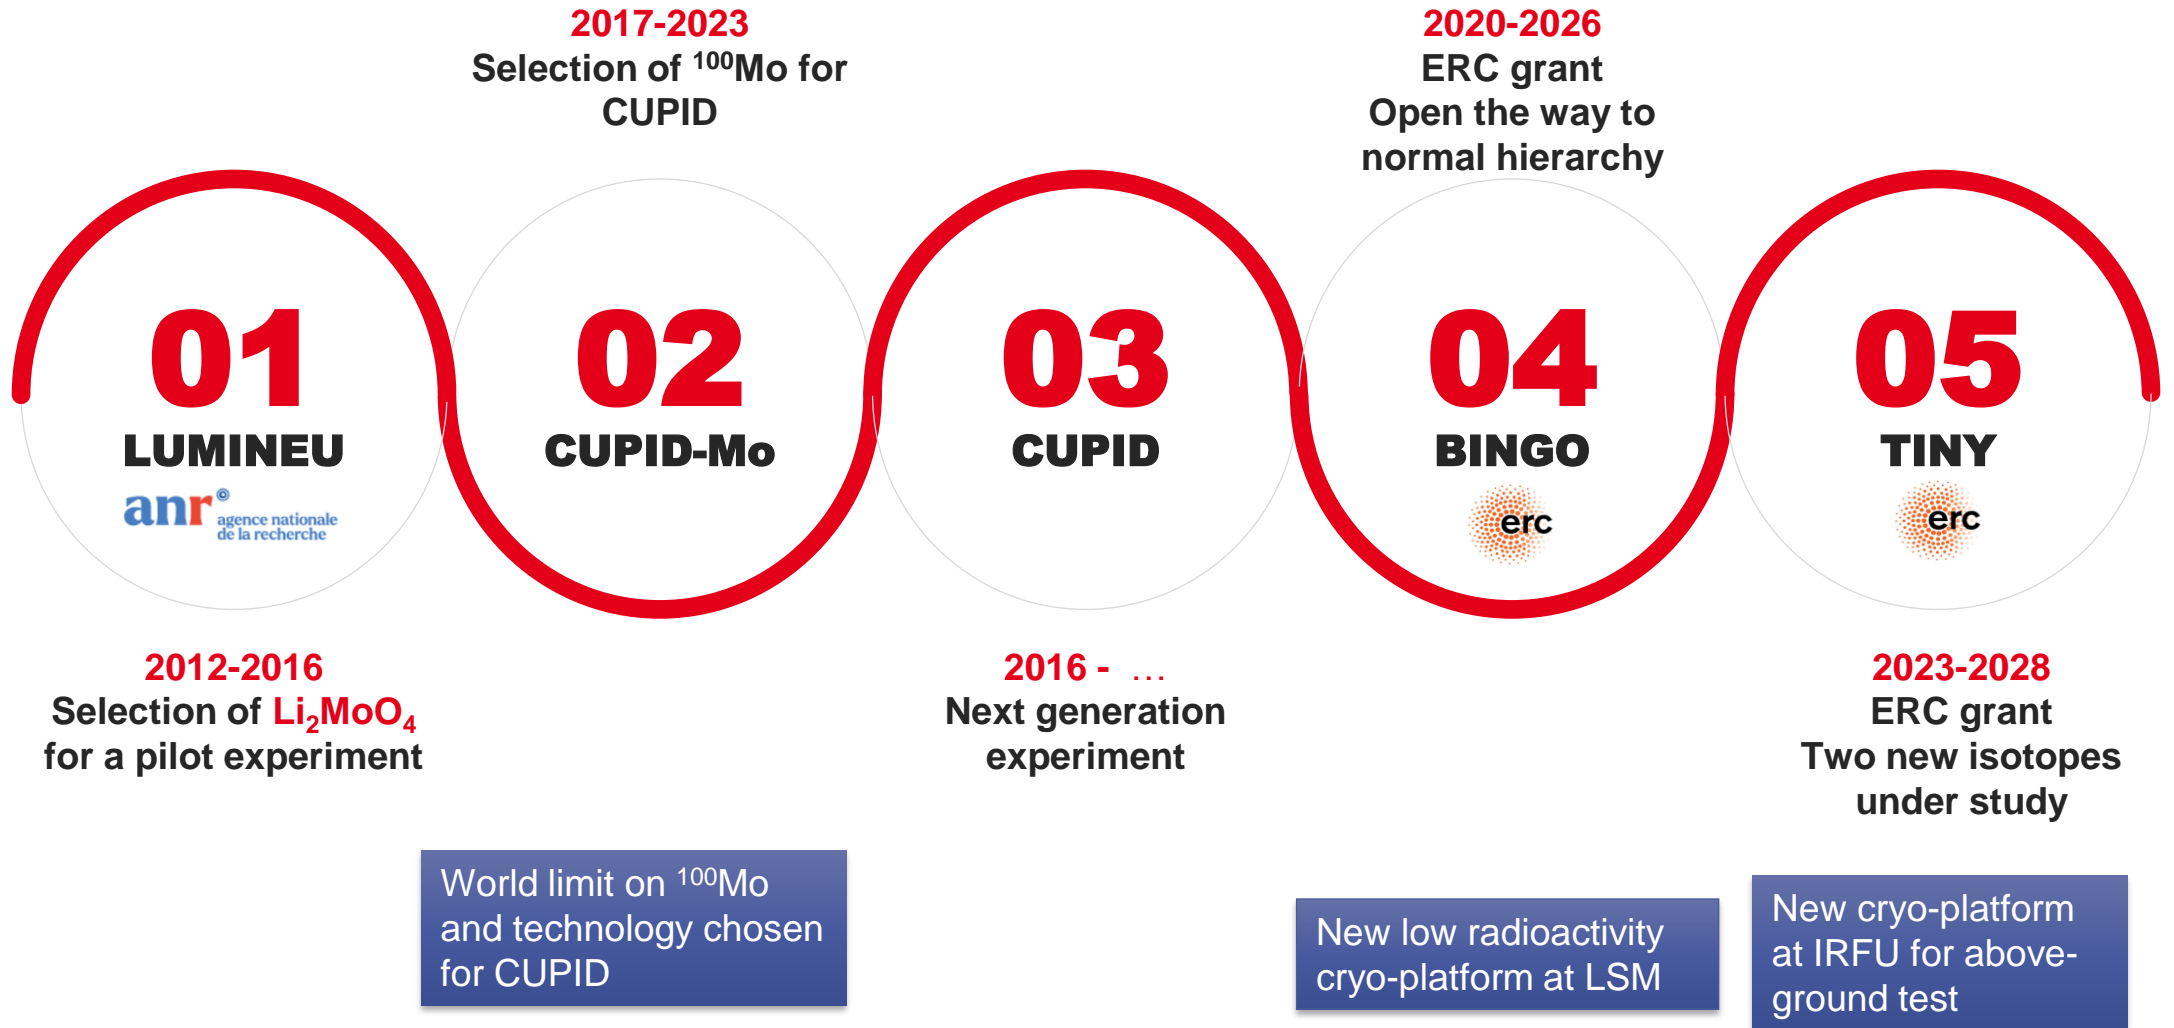 2017-2023
Selection of ¹⁰⁰Mo for
CUPID
2020-2026
ERC grant
Open the way to
normal hierarchy
01
LUMINEU
anr
agence nationale
de la recherche
02
CUPID-Mo
03
CUPID
04
BINGO
erc
05
TINY
erc
2012-2016
Selection of Li₂MoO₄
for a pilot experiment
2016 - …
Next generation
experiment
2023-2028
ERC grant
Two new isotopes
under study
World limit on ¹⁰⁰Mo
and technology chosen
for CUPID
New low radioactivity
cryo-platform at LSM
New cryo-platform
at IRFU for above-
ground test